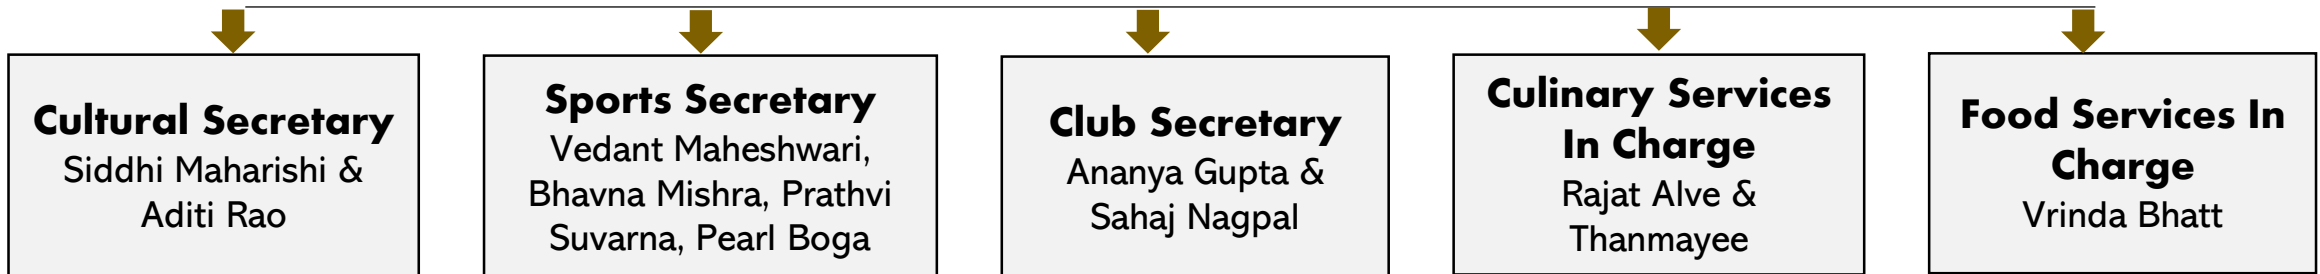 Cultural Secretary
Siddhi Maharishi &
Aditi Rao
Sports Secretary
Vedant Maheshwari,
Bhavna Mishra, Prathvi
Suvarna, Pearl Boga
Club Secretary
Ananya Gupta &
Sahaj Nagpal
Culinary Services
In Charge
Rajat Alve &
Thanmayee
Food Services In
Charge
Vrinda Bhatt